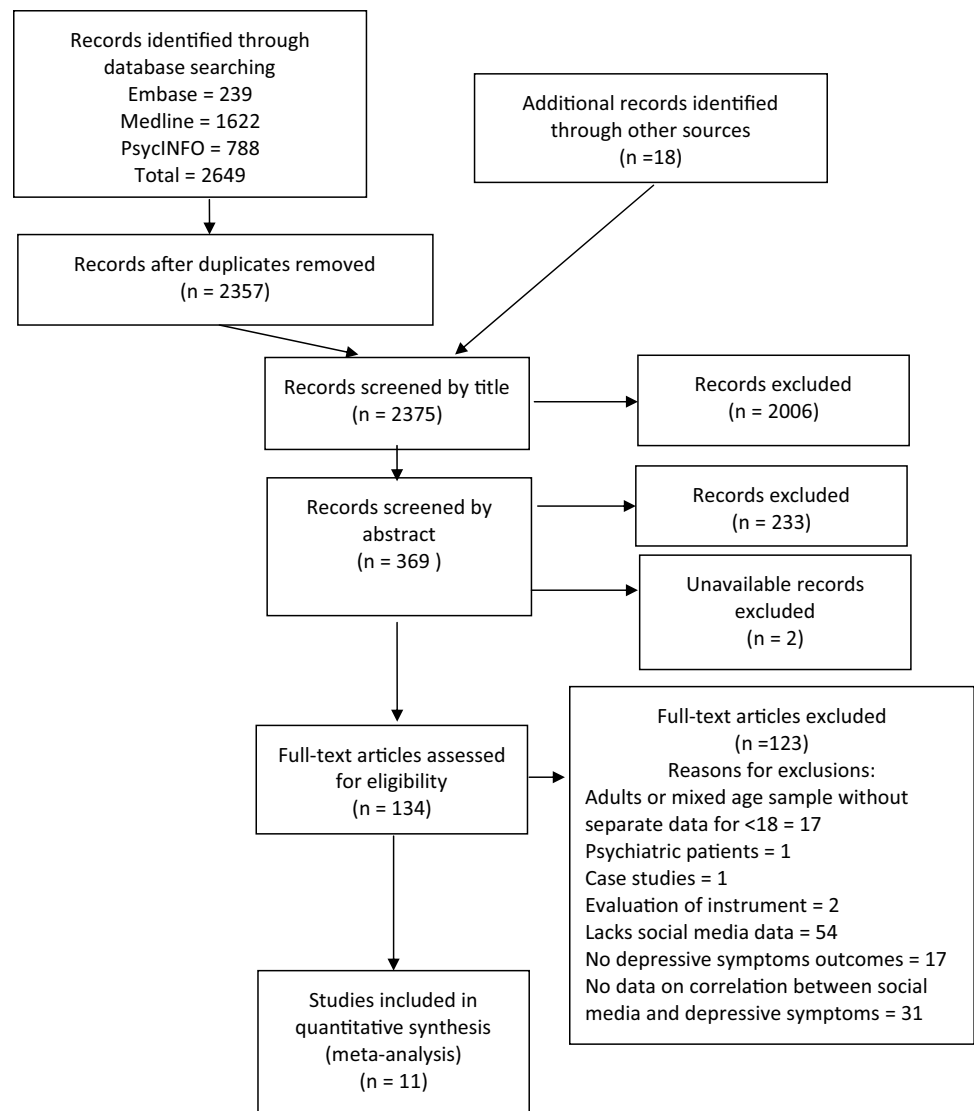 Records identified through
database searching
Embase = 239
Medline = 1622
PsycINFO = 788
Total = 2649
Additional records identified
through other sources
(n =18)
Records after duplicates removed
(n = 2357)
Records screened by title
(n = 2375)
Records excluded
(n = 2006)
Records screened by
abstract
(n = 369 )
Records excluded
(n = 233)
Unavailable records
excluded
(n = 2)
Full-text articles assessed
for eligibility
(n = 134)
Full-text articles excluded
(n =123)
Reasons for exclusions:
Adults or mixed age sample without
separate data for <18 = 17
Psychiatric patients = 1
Case studies = 1
Evaluation of instrument = 2
Lacks social media data = 54
No depressive symptoms outcomes = 17
No data on correlation between social
media and depressive symptoms = 31
Studies included in
quantitative synthesis
(meta-analysis)
(n = 11)